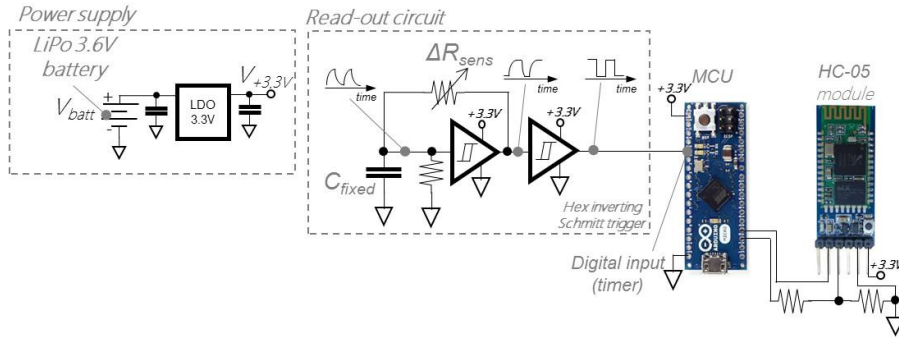 Power supply
LiPo 3.6V
battery
V+3,3V
Vbatt
+
-
LDO
3.3V
Read-out circuit
ΔRsens
time
time
time
+3.3V
+3.3V
Cfixed
Hex inverting
Schmitt trigger
Digital input
(timer)
MCU
+3.3V
HC-05
module
+3.3V